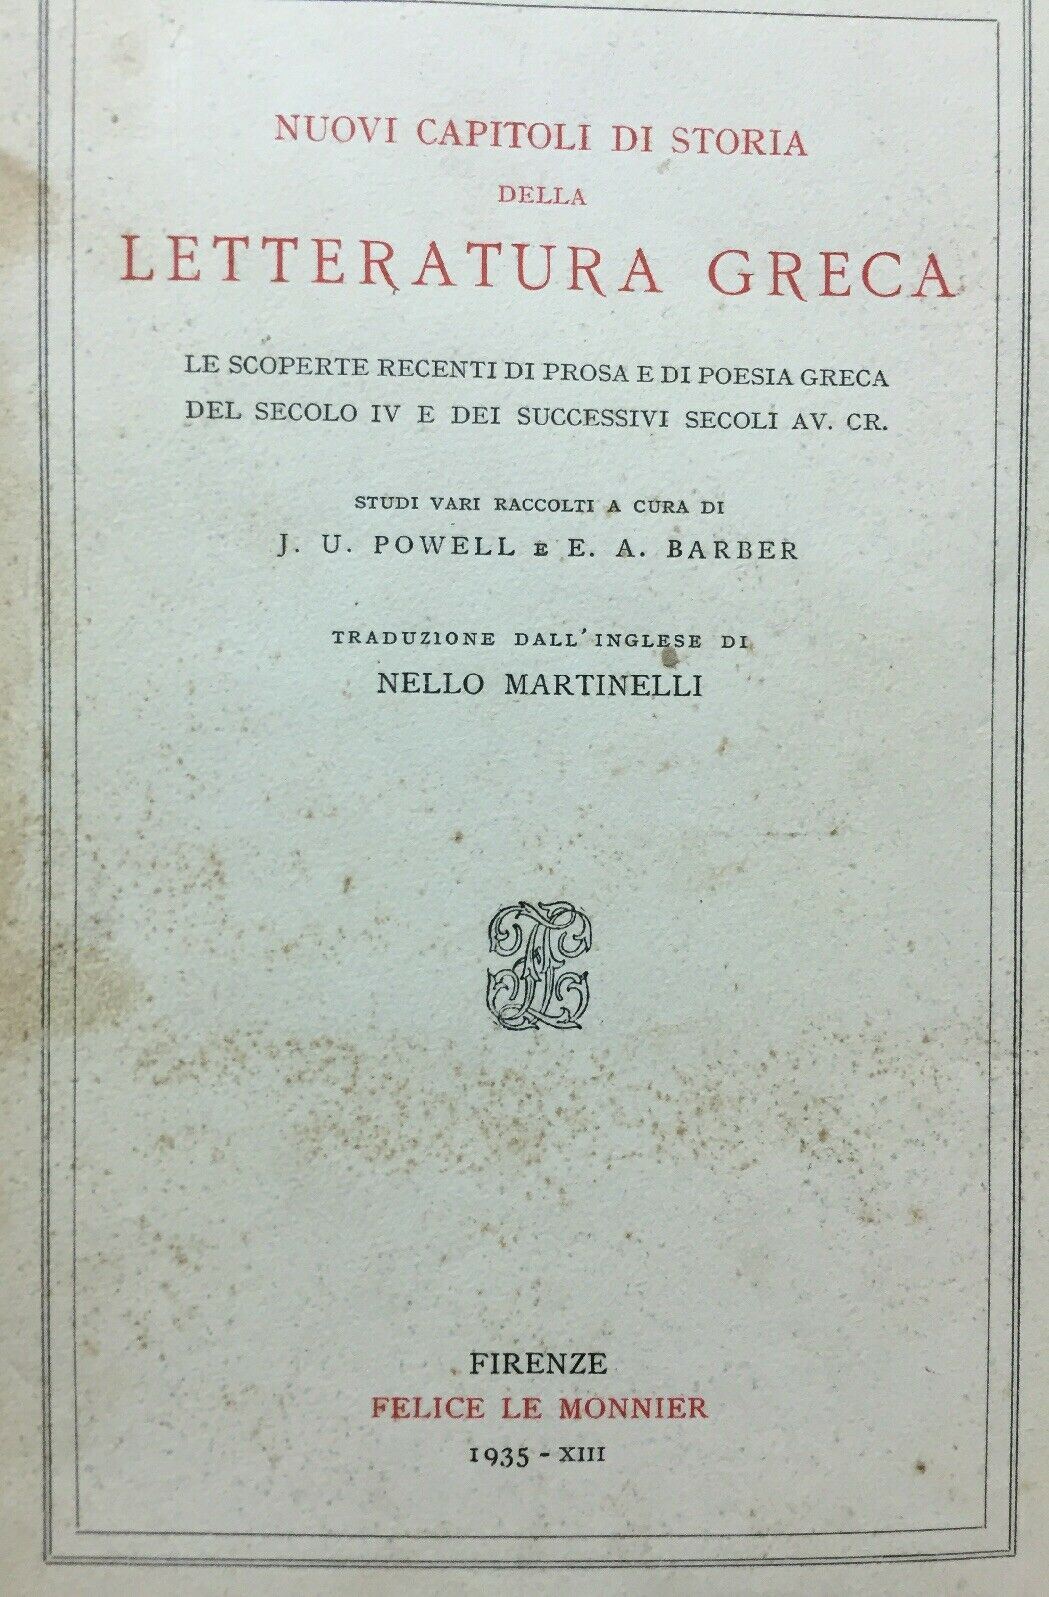 NUOVI CAPITOLI DI STORIA
DELLA
LETTERATURA GRECA
LE SCOPERTE RECENTI DI PROSA E DI POESIA GRECA
DEL SECOLO IV E DEI SUCCESSIVI SECOLI AV. CR.
STUDI VARI RACCOLTI A CURA DI
J. U. POWELL E E. A. BARBER
TRADUZIONE DALL'INGLESE DI
NELLO MARTINELLI
FIRENZE
FELICE LE MONNIER
1935 - XIII